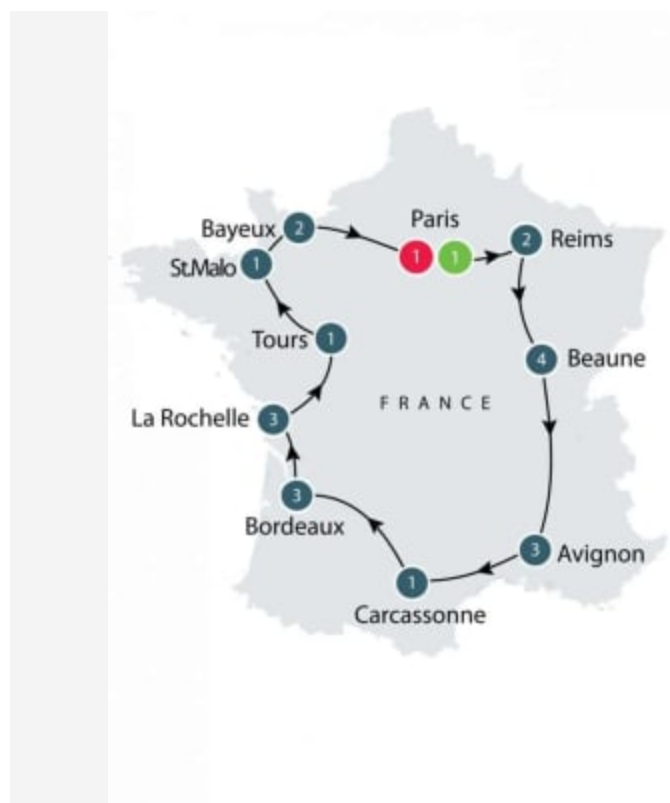 Paris
1
1
2
Reims
Bayeux
2
St.Malo
1
Tours
1
4
Beaune
FRANCE
La Rochelle
3
3
Bordeaux
3
Avignon
1
Carcassonne